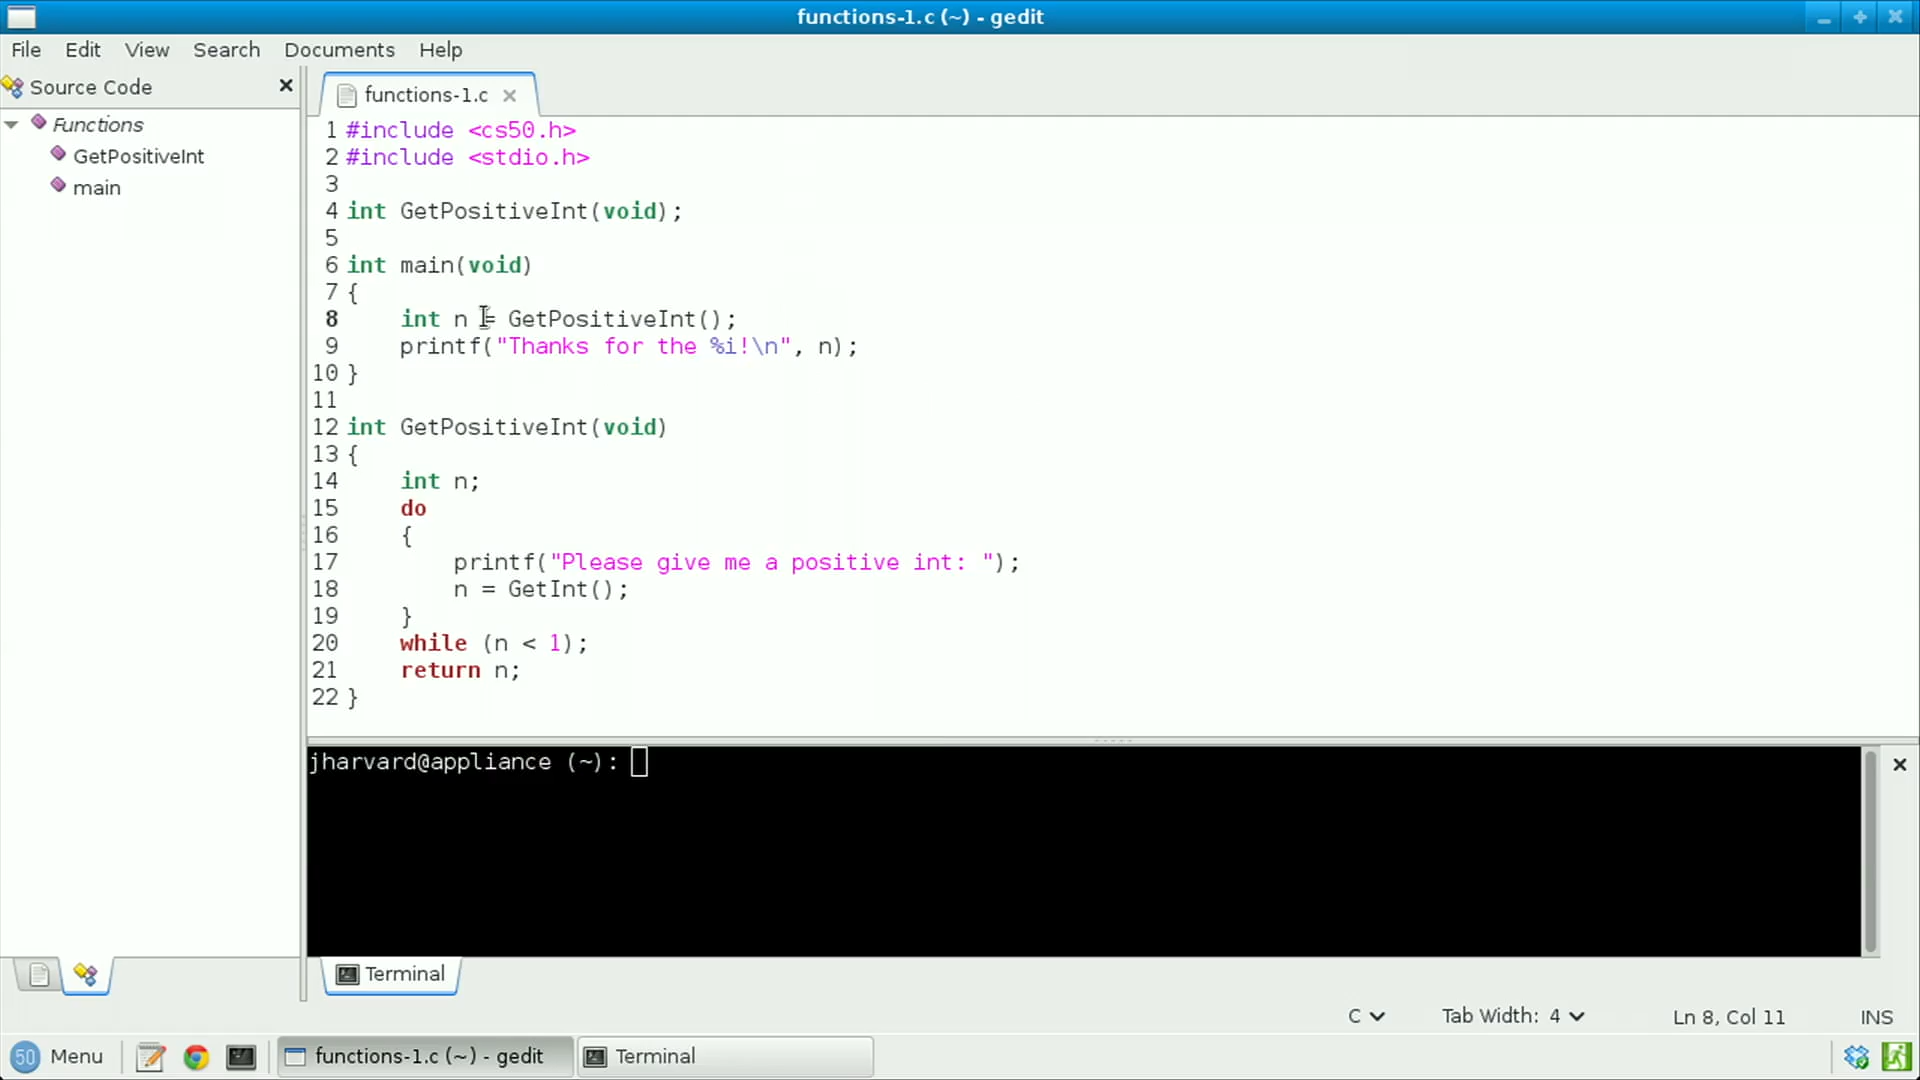 functions-1.c (~) - gedit
File Edit View Search Documents Help
Source Code
Functions
GetPositiveInt
main
functions-1.c
1 #include <cs50.h>
2 #include <stdio.h>
3
4 int GetPositiveInt(void);
5
6 int main(void)
7 {
8     int n = GetPositiveInt();
9     printf("Thanks for the %i!\n", n);
10 }
11
12 int GetPositiveInt(void)
13 {
14     int n;
15     do
16     {
17         printf("Please give me a positive int: ");
18         n = GetInt();
19     }
20     while (n < 1);
21     return n;
22 }
jharvard@appliance (~):
Terminal
C Tab Width: 4 Ln 8, Col 11 INS
50 Menu functions-1.c (~) - gedit Terminal